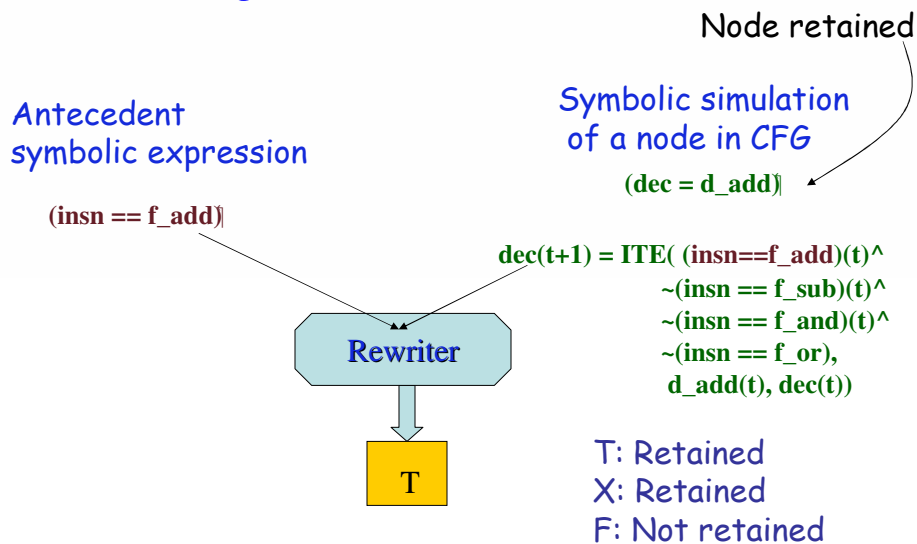 Node retained
Antecedent
symbolic expression
Symbolic simulation
of a node in CFG
(dec = d_add)
(insn == f_add)
dec(t+1) = ITE( (insn==f_add)(t)^
~(insn == f_sub)(t)^
~(insn == f_and)(t)^
~(insn == f_or),
d_add(t), dec(t))
Rewriter
T
T: Retained
X: Retained
F: Not retained